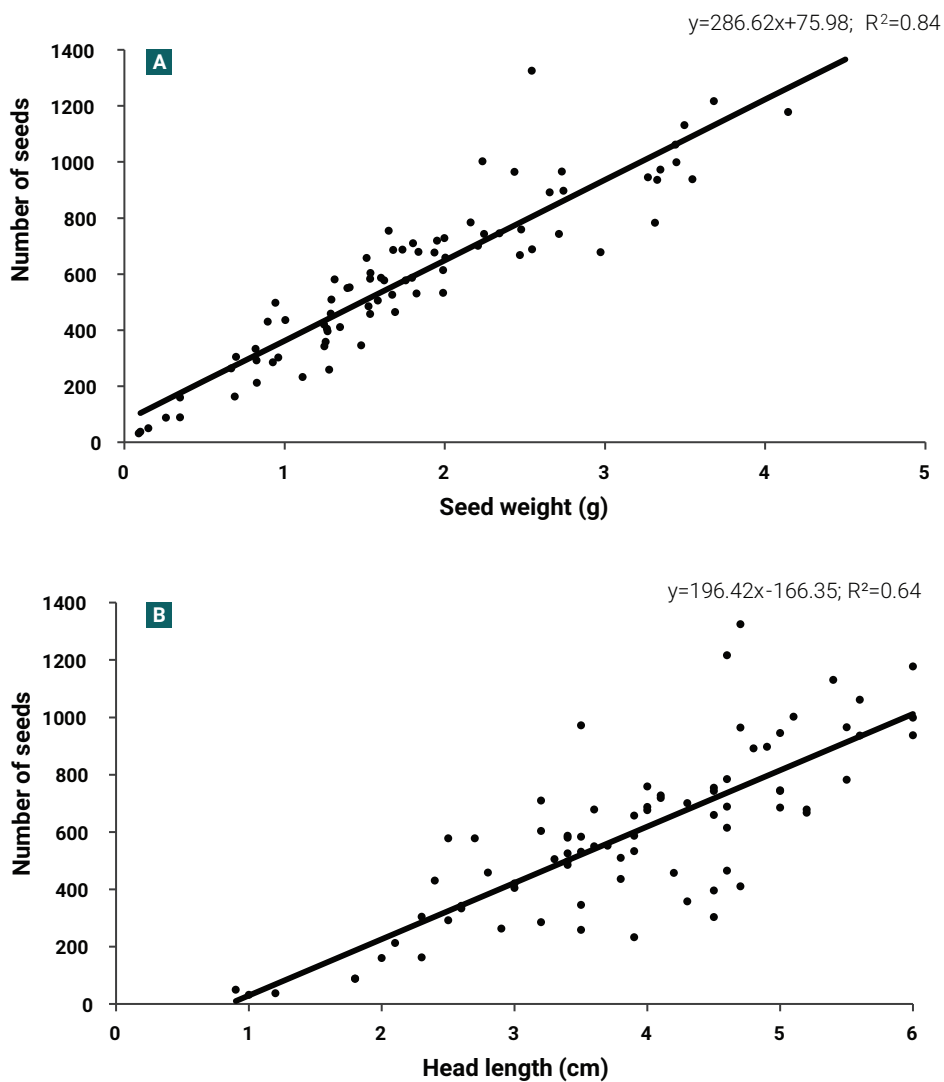 y=286.62x+75.98; R²=0.84
A
1400
1200
1000
800
600
400
200
0
Number of seeds
0 1 2 3 4 5
Seed weight (g)
y=196.42x-166.35; R²=0.64
B
1400
1200
1000
800
600
400
200
0
Number of seeds
0 1 2 3 4 5 6
Head length (cm)